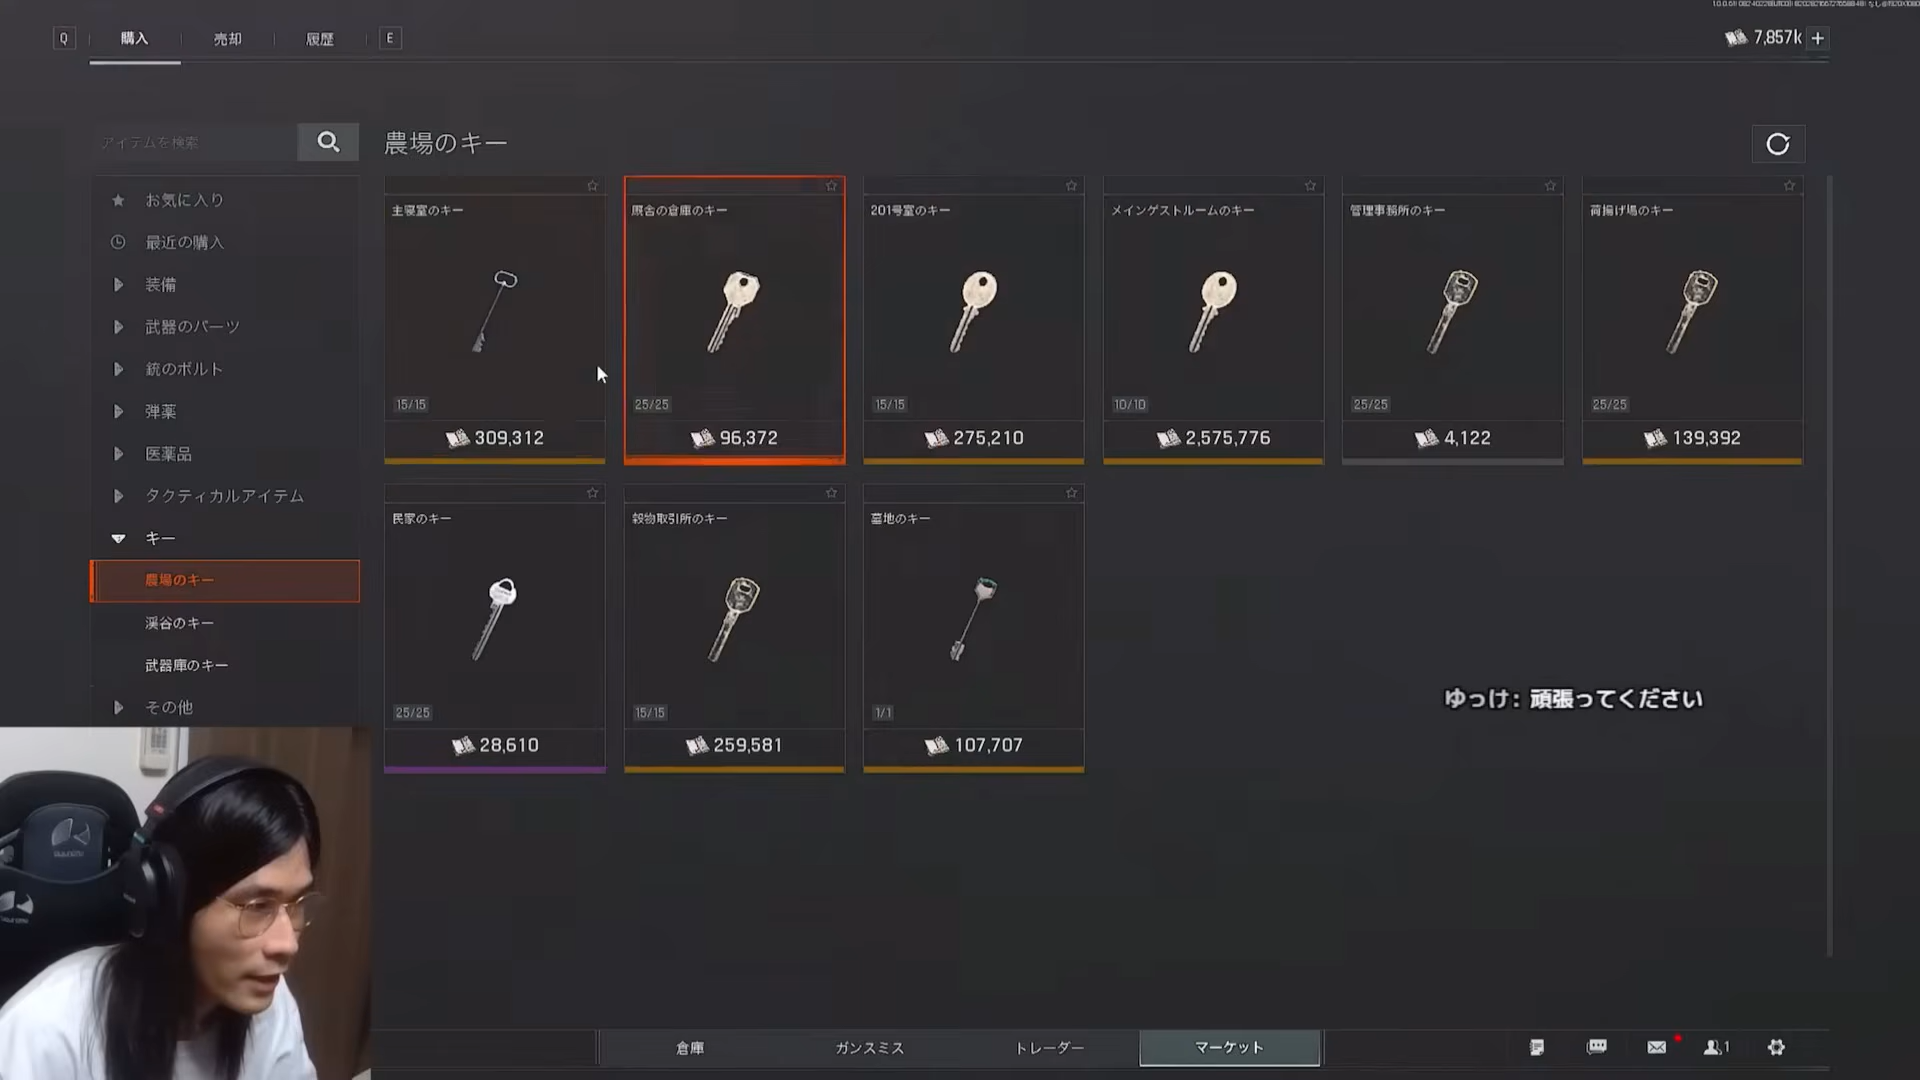 Q 購入 売却 履歴 E
7,857k +
アイテムを検索
農場のキー
お気に入り
最近の購入
装備
武器のパーツ
銃のボルト
弾薬
医薬品
タクティカルアイテム
キー
農場のキー
渓谷のキー
武器庫のキー
その他
主寝室のキー
15/15
309,312
厩舎の倉庫のキー
25/25
96,372
201号室のキー
15/15
275,210
メインゲストルームのキー
10/10
2,575,776
管理事務所のキー
25/25
4,122
荷揚げ場のキー
25/25
139,392
民家のキー
25/25
28,610
穀物取引所のキー
15/15
259,581
墓地のキー
1/1
107,707
ゆっけ: 頑張ってください
倉庫 ガンスミス トレーダー マーケット
1